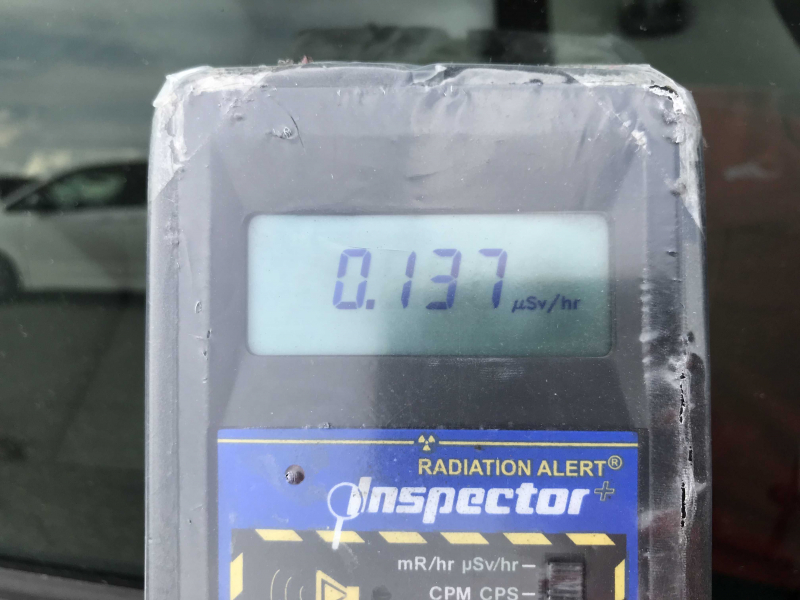 0.137 µSv/hr
RADIATION ALERT®
Inspector+
mR/hr µSv/hr
CPM CPS